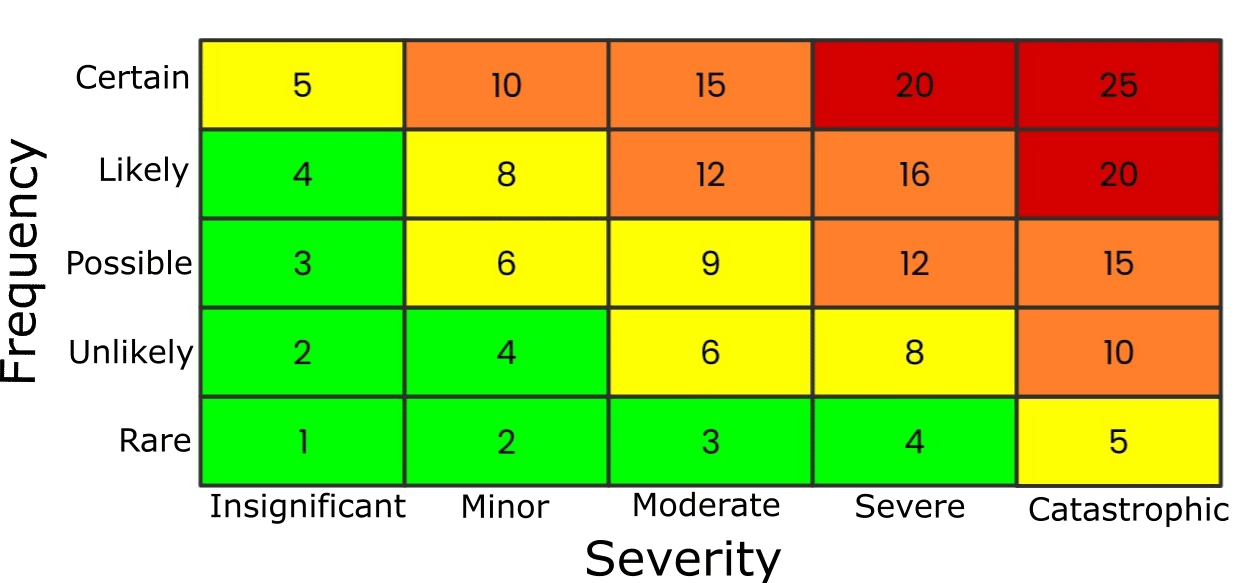 Frequency
Certain 5 10 15 20 25
Likely 4 8 12 16 20
Possible 3 6 9 12 15
Unlikely 2 4 6 8 10
Rare 1 2 3 4 5
Insignificant Minor Moderate Severe Catastrophic
Severity